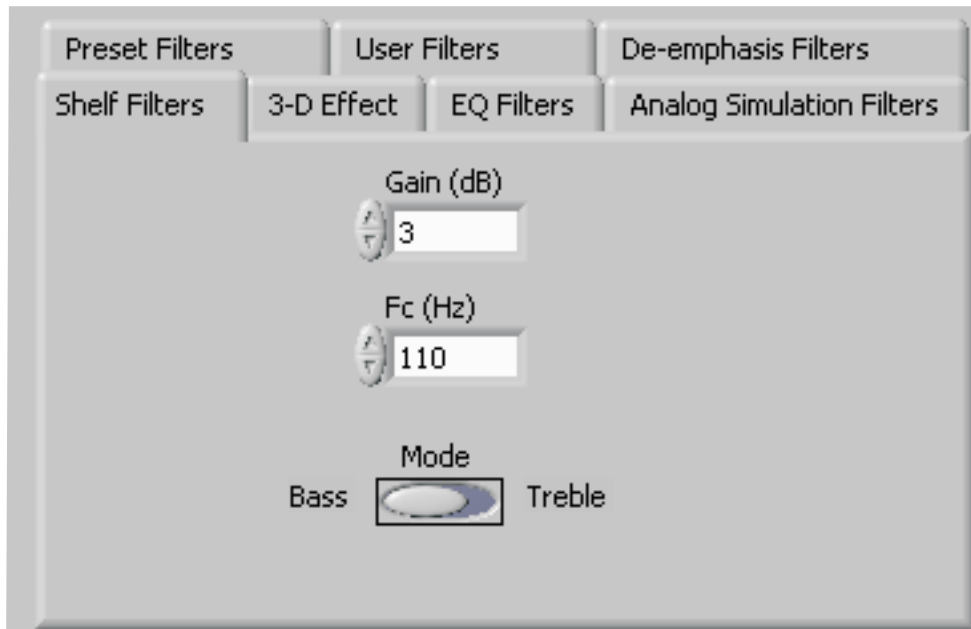 Preset Filters User Filters De-emphasis Filters
Shelf Filters 3-D Effect EQ Filters Analog Simulation Filters
Gain (dB)
3
Fc (Hz)
110
Mode
Bass Treble